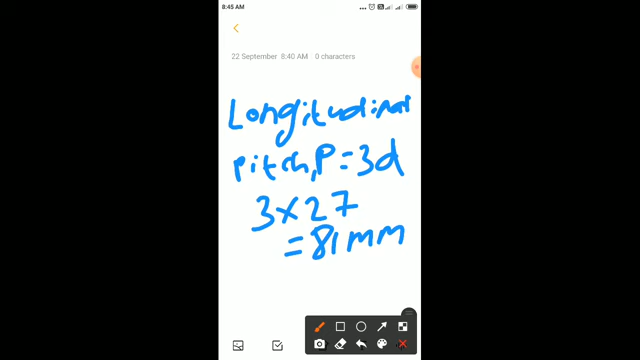 8:45 AM
22 September 8:40 AM 0 characters
Longitudinal
Pitch, P = 3d
3 × 27
= 81 mm